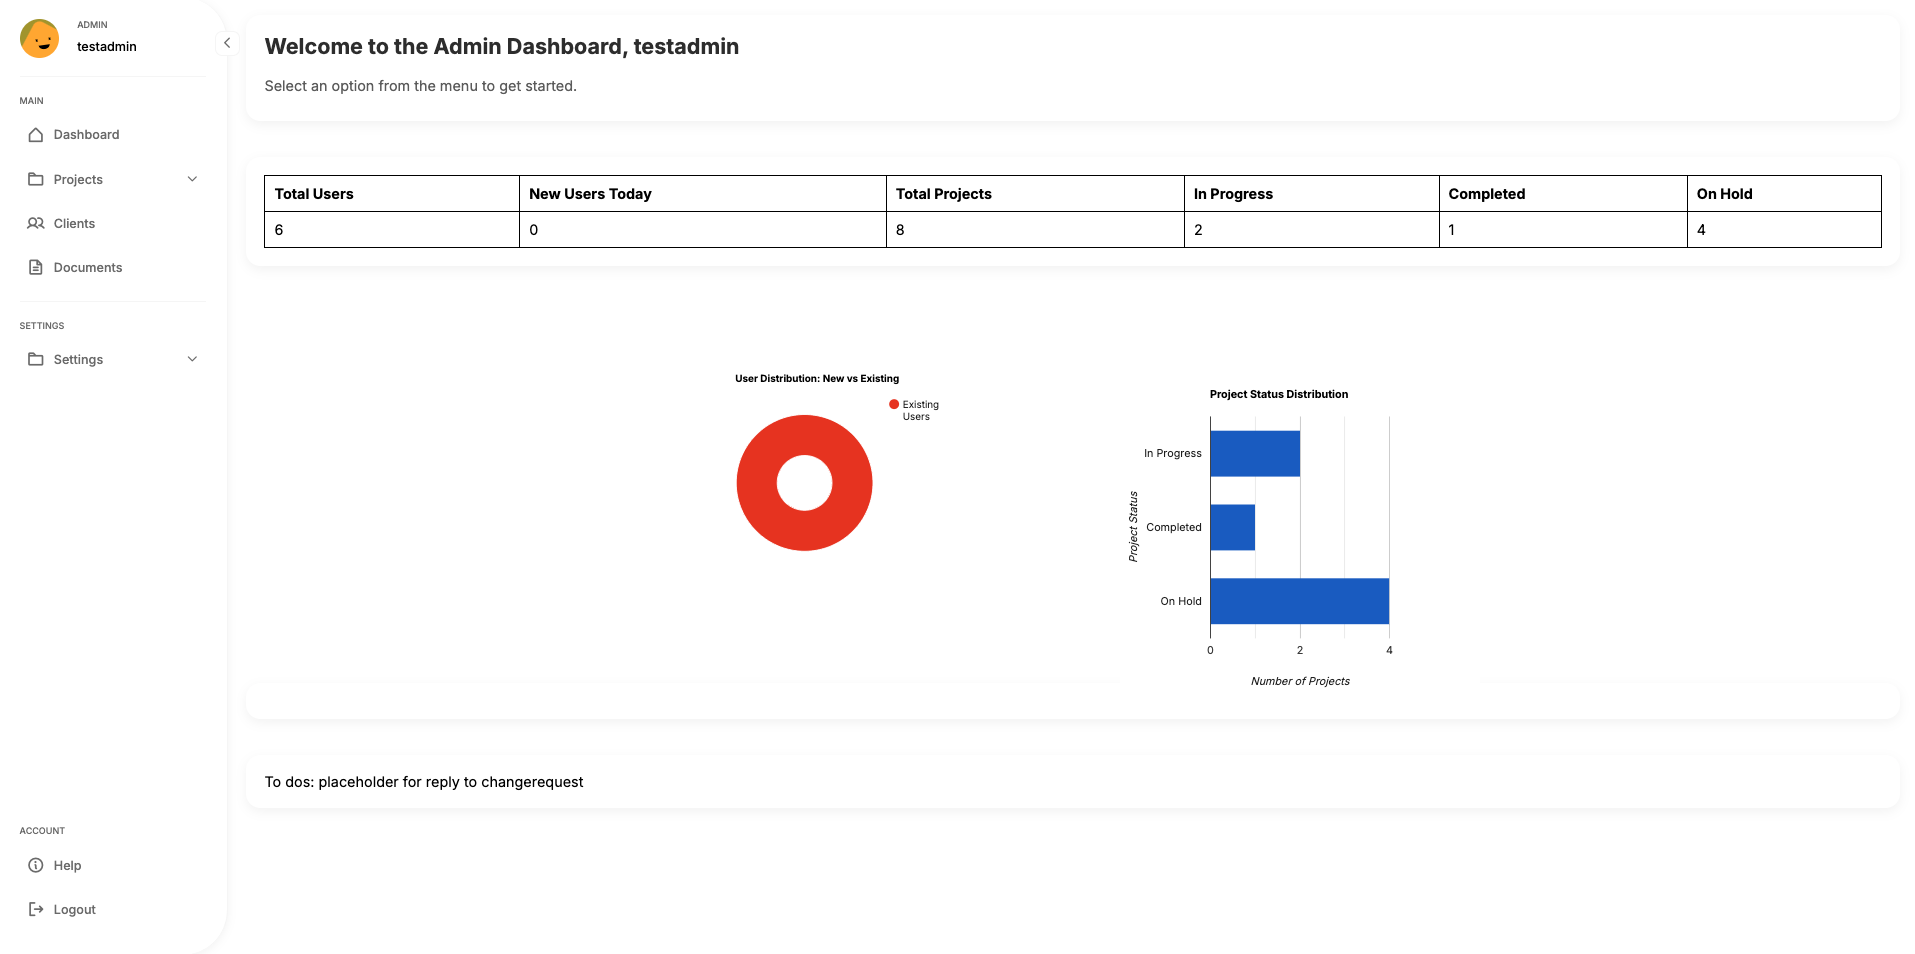 ADMIN
testadmin
MAIN
Dashboard
Projects
Clients
Documents
SETTINGS
Settings
ACCOUNT
Help
Logout
Welcome to the Admin Dashboard, testadmin
Select an option from the menu to get started.
Total Users New Users Today Total Projects In Progress Completed On Hold
6 0 8 2 1 4
User Distribution: New vs Existing
Existing
Users
Project Status Distribution
Project Status
In Progress
Completed
On Hold
0 2 4
Number of Projects
To dos: placeholder for reply to changerequest